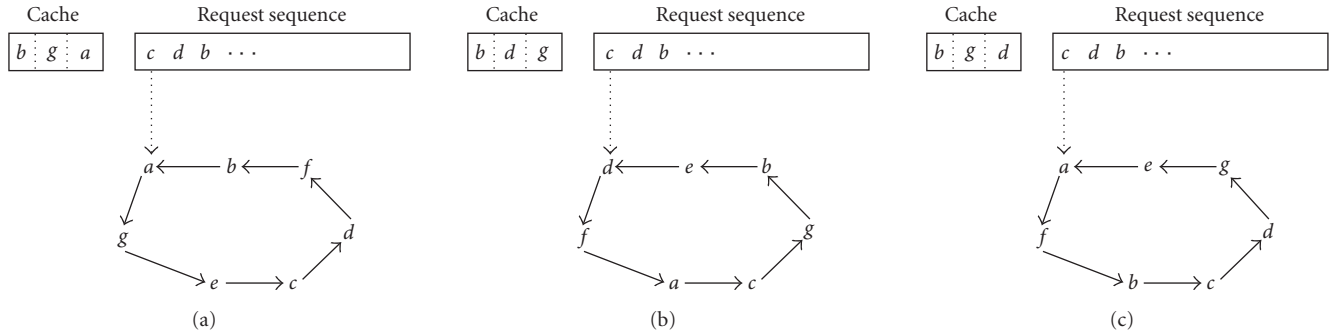 Cache Request sequence Cache Request sequence Cache Request sequence
b g a c d b ··· b d g c d b ··· b g d c d b ···
a b f d e b a e g
g d f g f d
e c a c b c
(a) (b) (c)